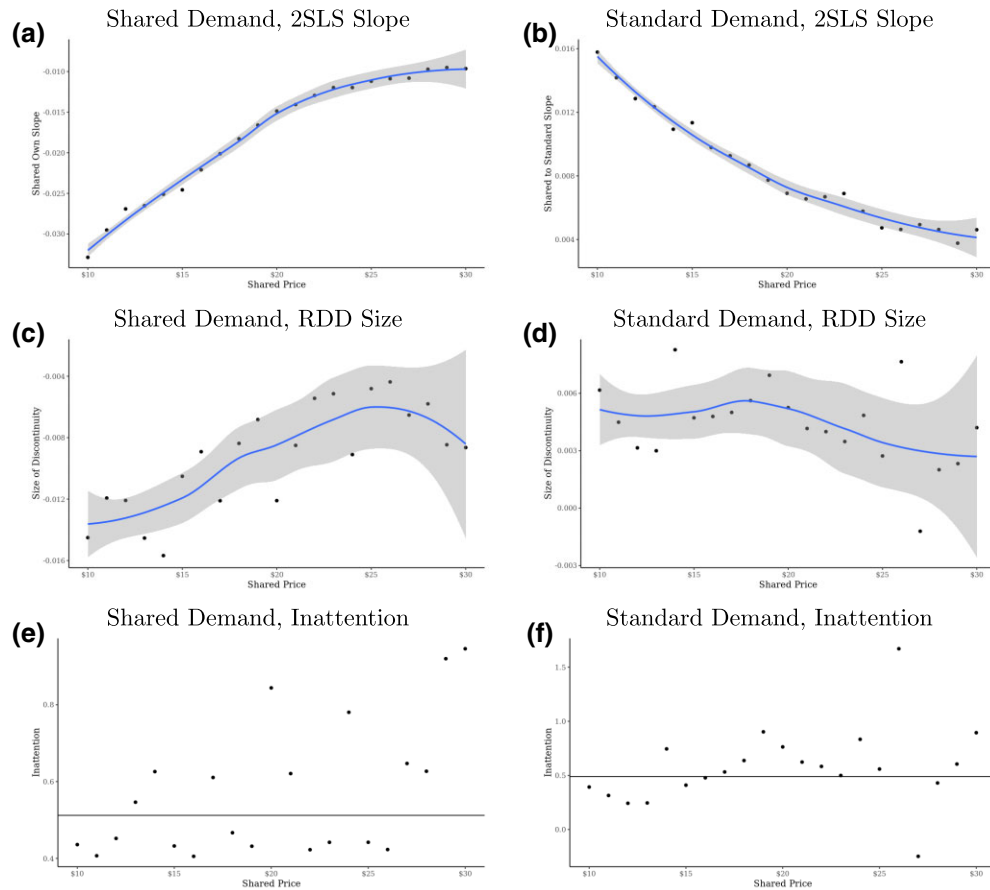 (a) Shared Demand, 2SLS Slope
Shared Own Slope
-0.010
-0.015
-0.020
-0.025
-0.030
$10 $15 $20 $25 $30
Shared Price
(b) Standard Demand, 2SLS Slope
Shared to Standard Slope
0.016
0.012
0.008
0.004
$10 $15 $20 $25 $30
Shared Price
(c) Shared Demand, RDD Size
Size of Discontinuity
-0.004
-0.008
-0.012
-0.016
$10 $15 $20 $25 $30
Shared Price
(d) Standard Demand, RDD Size
Size of Discontinuity
0.006
0.003
0.000
-0.003
$10 $15 $20 $25 $30
Shared Price
(e) Shared Demand, Inattention
Inattention
0.8
0.6
0.4
$10 $15 $20 $25 $30
Shared Price
(f) Standard Demand, Inattention
Inattention
1.5
1.0
0.5
0.0
$10 $15 $20 $25 $30
Shared Price